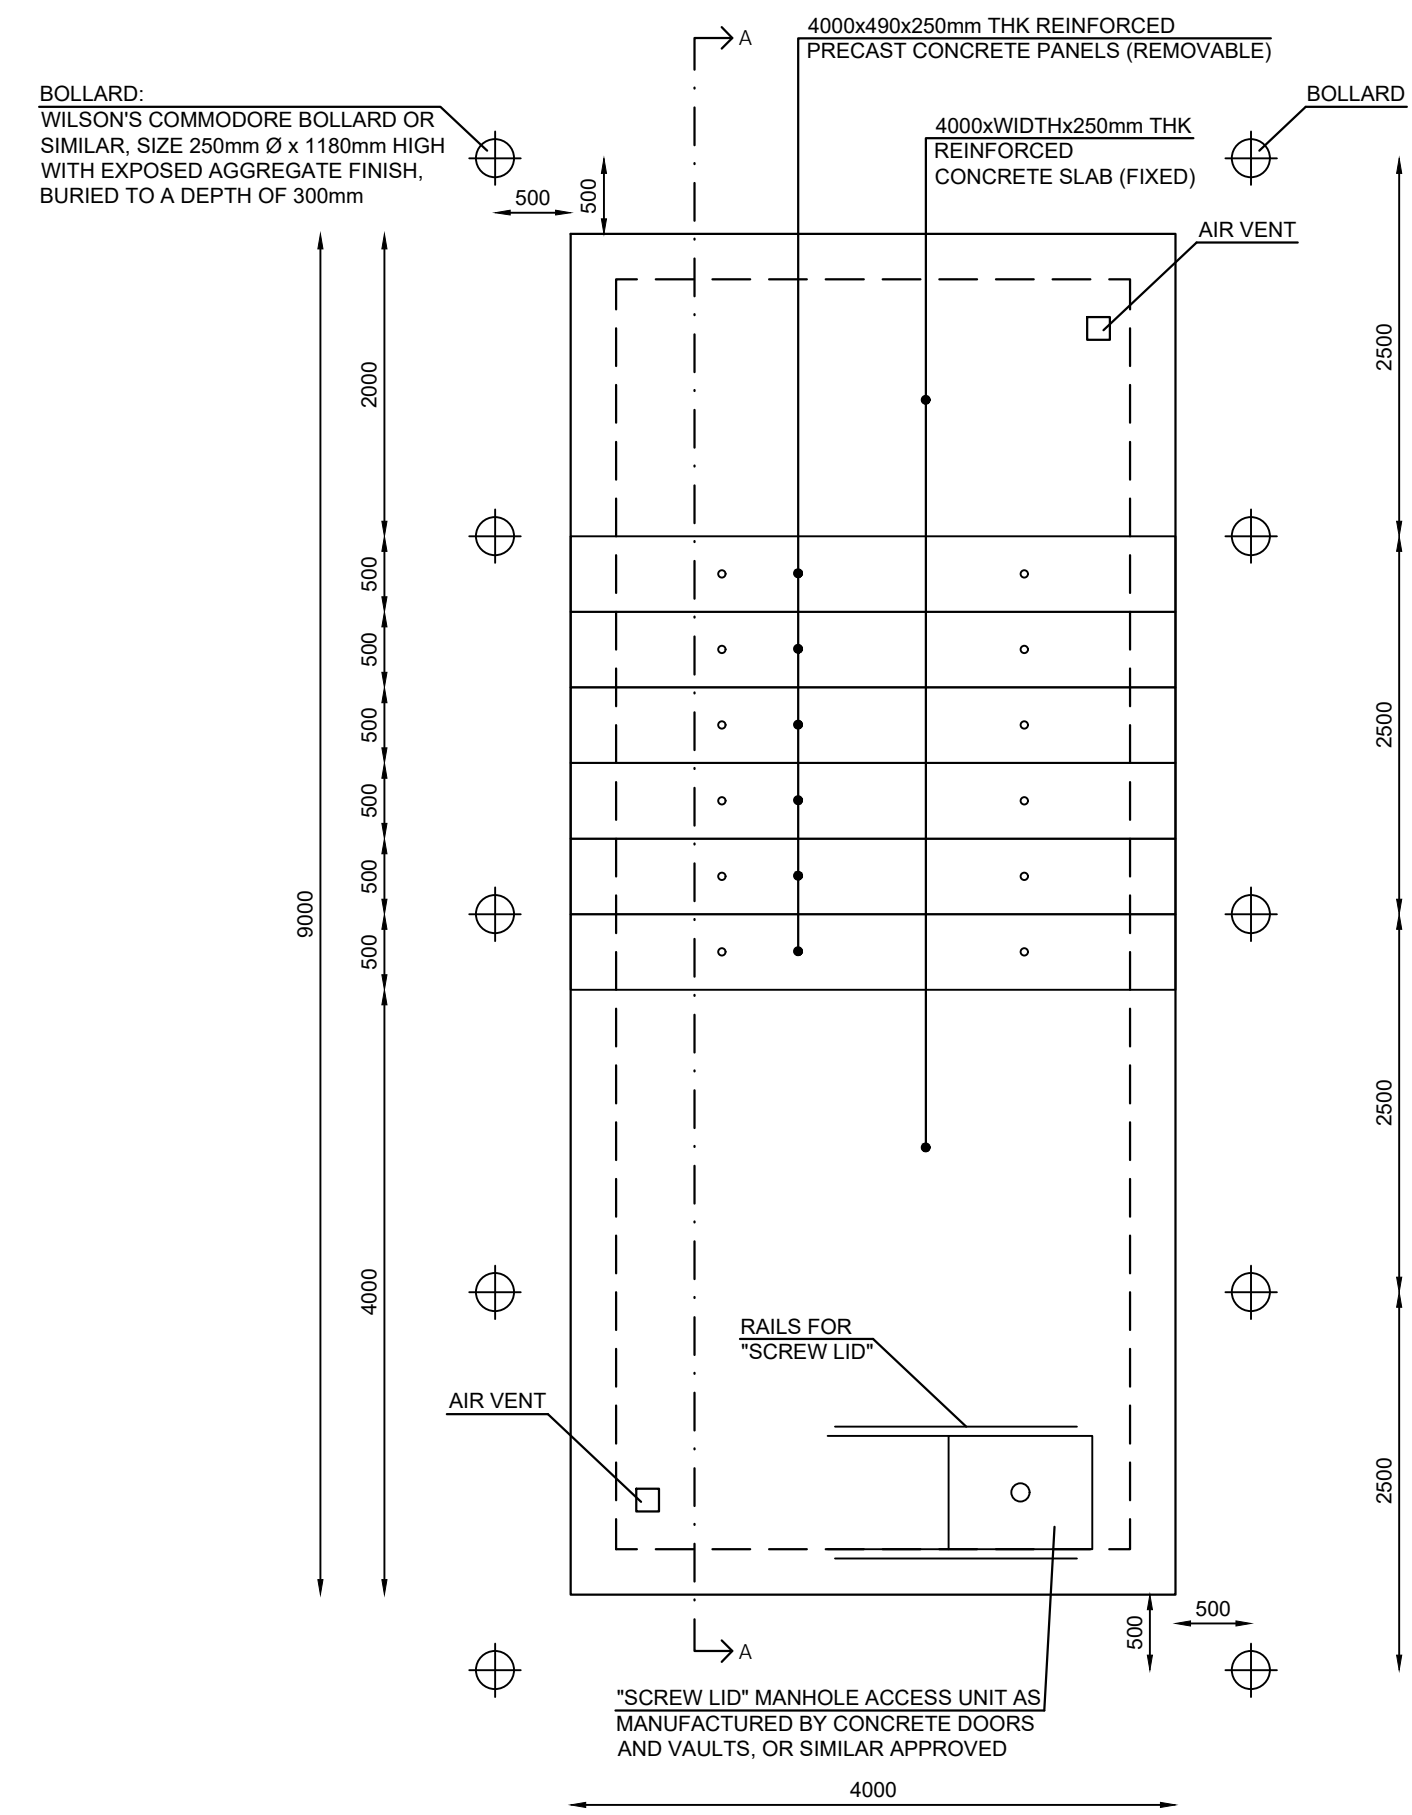 A
4000x490x250mm THK REINFORCED
PRECAST CONCRETE PANELS (REMOVABLE)
BOLLARD:
WILSON'S COMMODORE BOLLARD OR
SIMILAR, SIZE 250mm Ø x 1180mm HIGH
WITH EXPOSED AGGREGATE FINISH,
BURIED TO A DEPTH OF 300mm
BOLLARD
4000xWIDTHx250mm THK
REINFORCED
CONCRETE SLAB (FIXED)
500
500
AIR VENT
2000
2500
500
500
500
500
500
500
9000
2500
2500
4000
2500
RAILS FOR
"SCREW LID"
AIR VENT
500
500
A
"SCREW LID" MANHOLE ACCESS UNIT AS
MANUFACTURED BY CONCRETE DOORS
AND VAULTS, OR SIMILAR APPROVED
4000